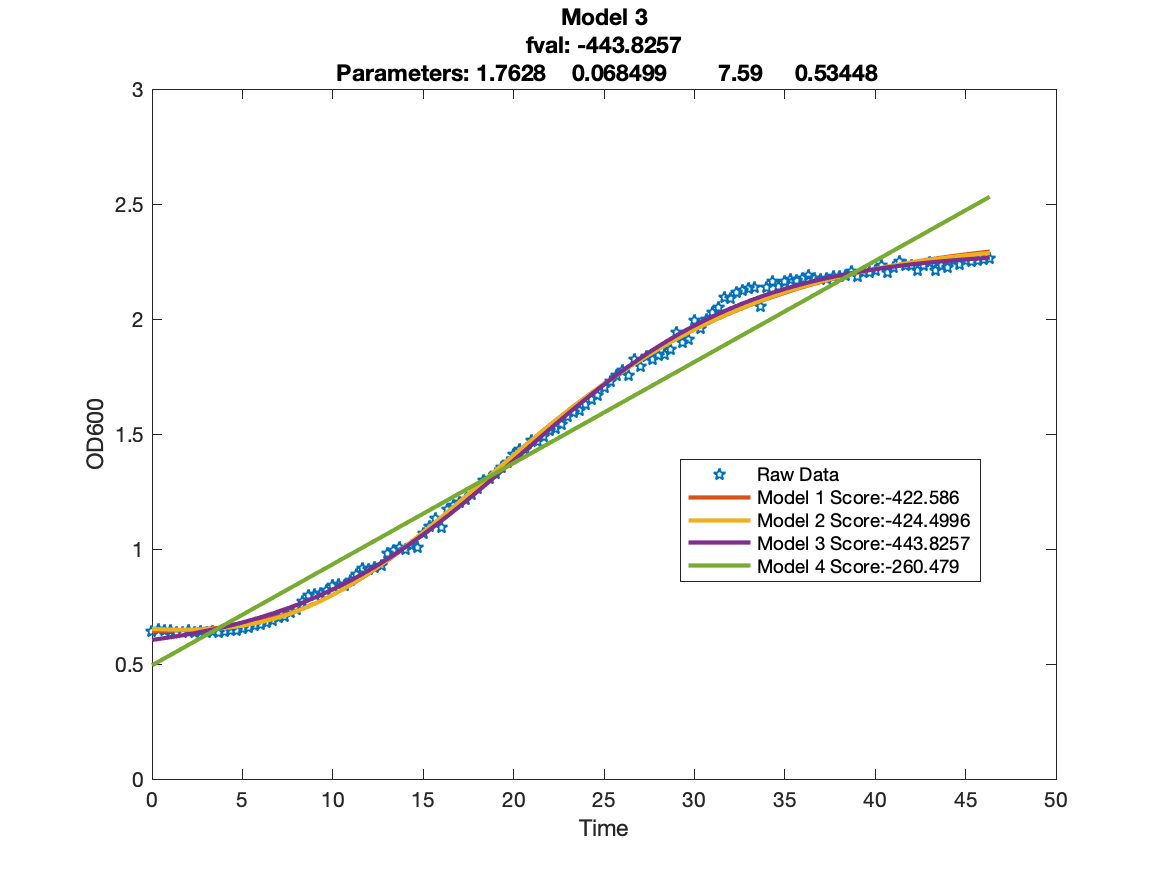 Model 3
fval: -443.8257
Parameters: 1.7628 0.068499 7.59 0.53448
3
2.5
2
1.5
1
0.5
0
OD600
Raw Data
Model 1 Score:-422.586
Model 2 Score:-424.4996
Model 3 Score:-443.8257
Model 4 Score:-260.479
0 5 10 15 20 25 30 35 40 45 50
Time